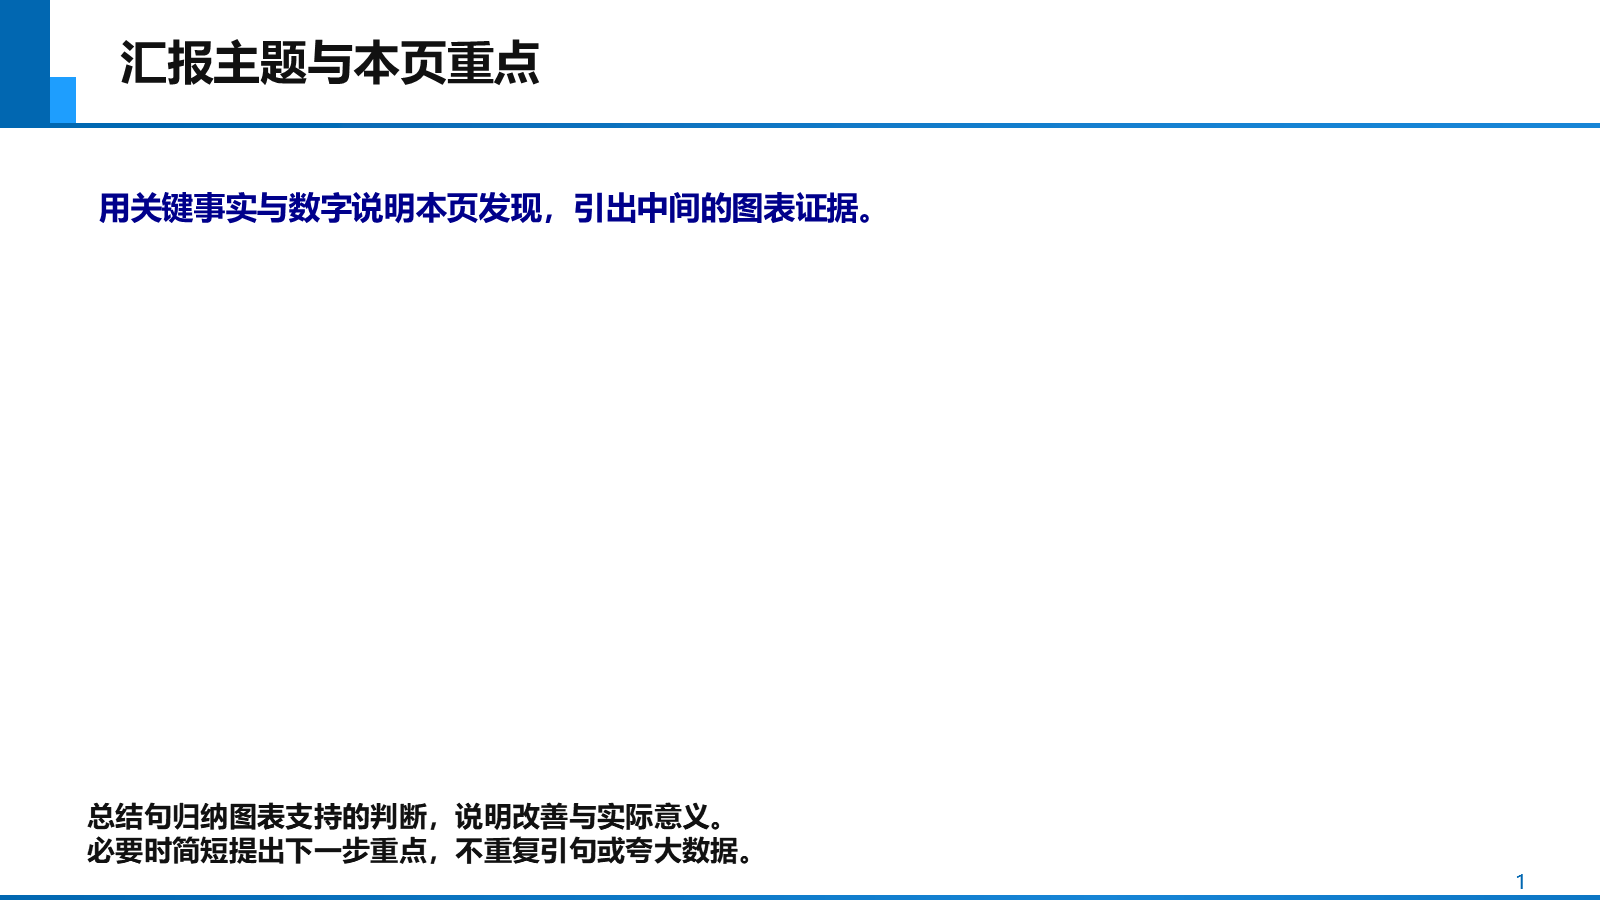 汇报主题与本页重点
用关键事实与数字说明本页发现，引出中间的图表证据。
总结句归纳图表支持的判断，说明改善与实际意义。
必要时简短提出下一步重点，不重复引句或夸大数据。
1